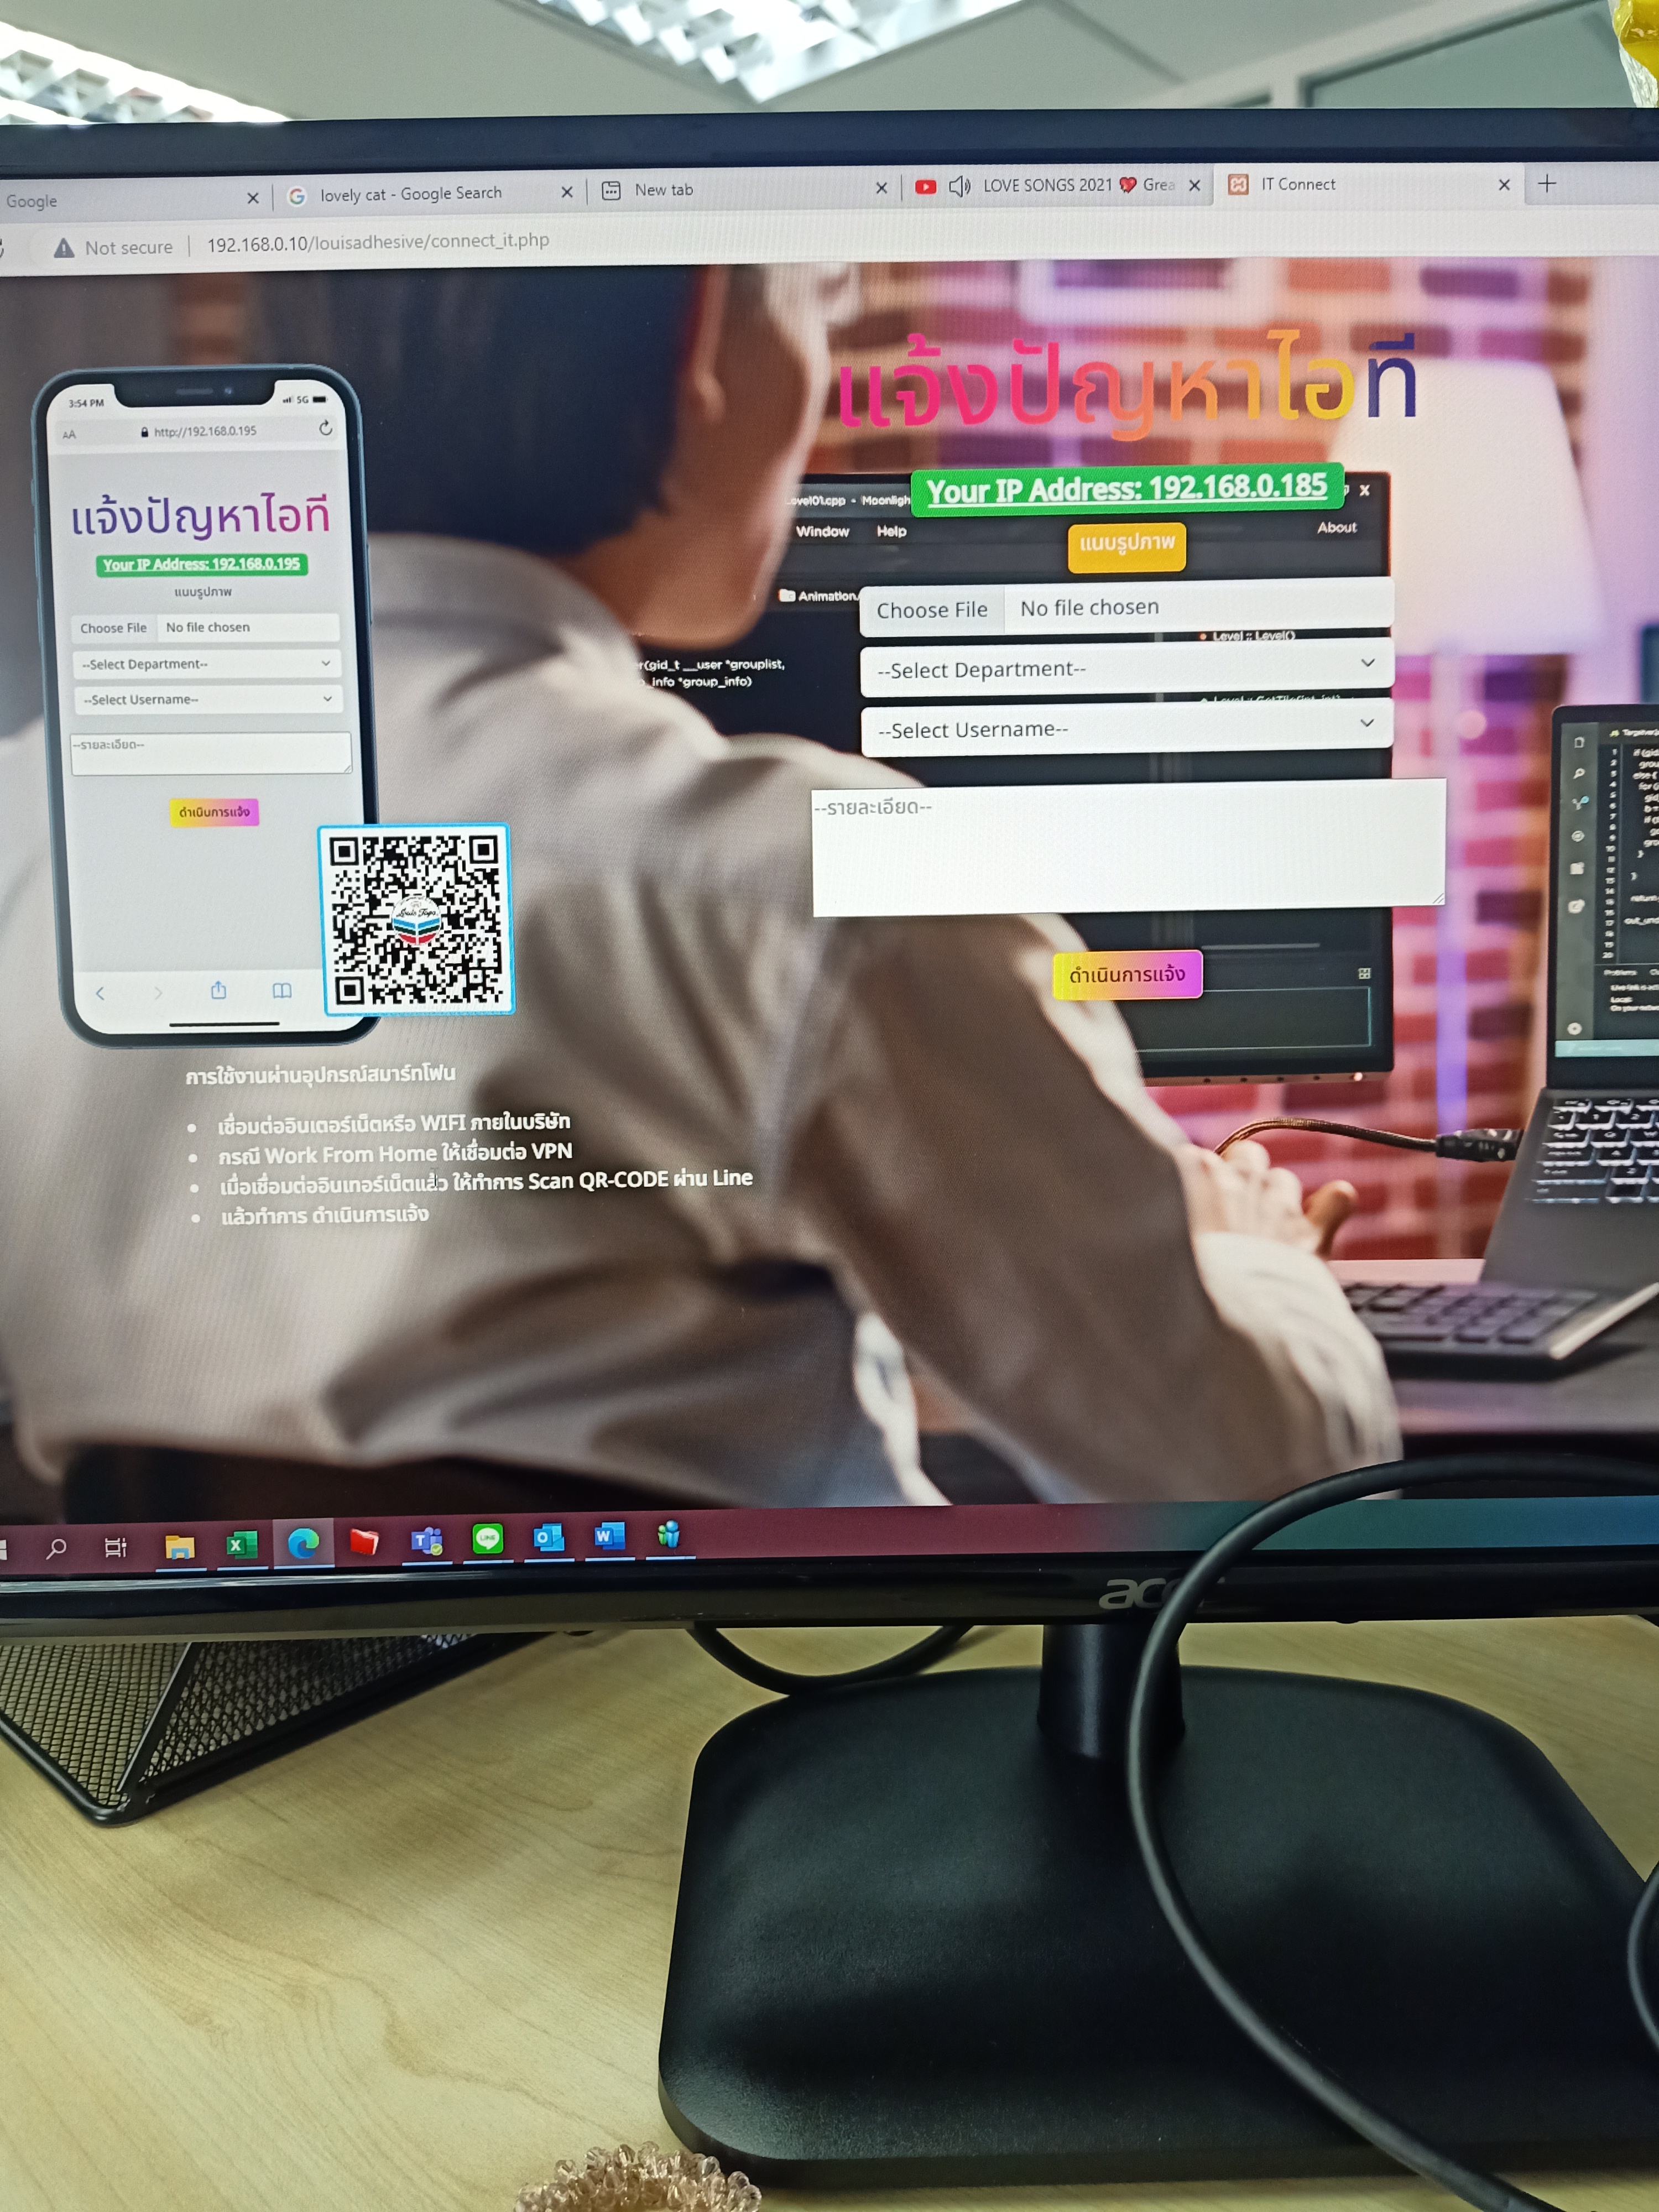 Google
lovely cat - Google Search
New tab
LOVE SONGS 2021 ❤️ Grea
IT Connect
Not secure
192.168.0.10/louisadhesive/connect_it.php
3:54 PM
5G
AA
http://192.168.0.195
แจ้งปัญหาไอที
Your IP Address: 192.168.0.195
แนบรูปภาพ
Choose File No file chosen
--Select Department--
--Select Username--
--รายละเอียด--
ดำเนินการแจ้ง
การใช้งานผ่านอุปกรณ์สมาร์ทโฟน
เชื่อมต่ออินเตอร์เน็ตหรือ WIFI ภายในบริษัท
กรณี Work From Home ให้เชื่อมต่อ VPN
เมื่อเชื่อมต่ออินเทอร์เน็ตแล้ว ให้ทำการ Scan QR-CODE ผ่าน Line
แล้วทำการ ดำเนินการแจ้ง
แจ้งปัญหาไอที
Your IP Address: 192.168.0.185
Window Help
About
แนบรูปภาพ
Animation
Choose File No file chosen
Level :: Level()
--Select Department--
(gid_t __user *grouplist,
_info *group_info)
--Select Username--
--รายละเอียด--
ดำเนินการแจ้ง
acer